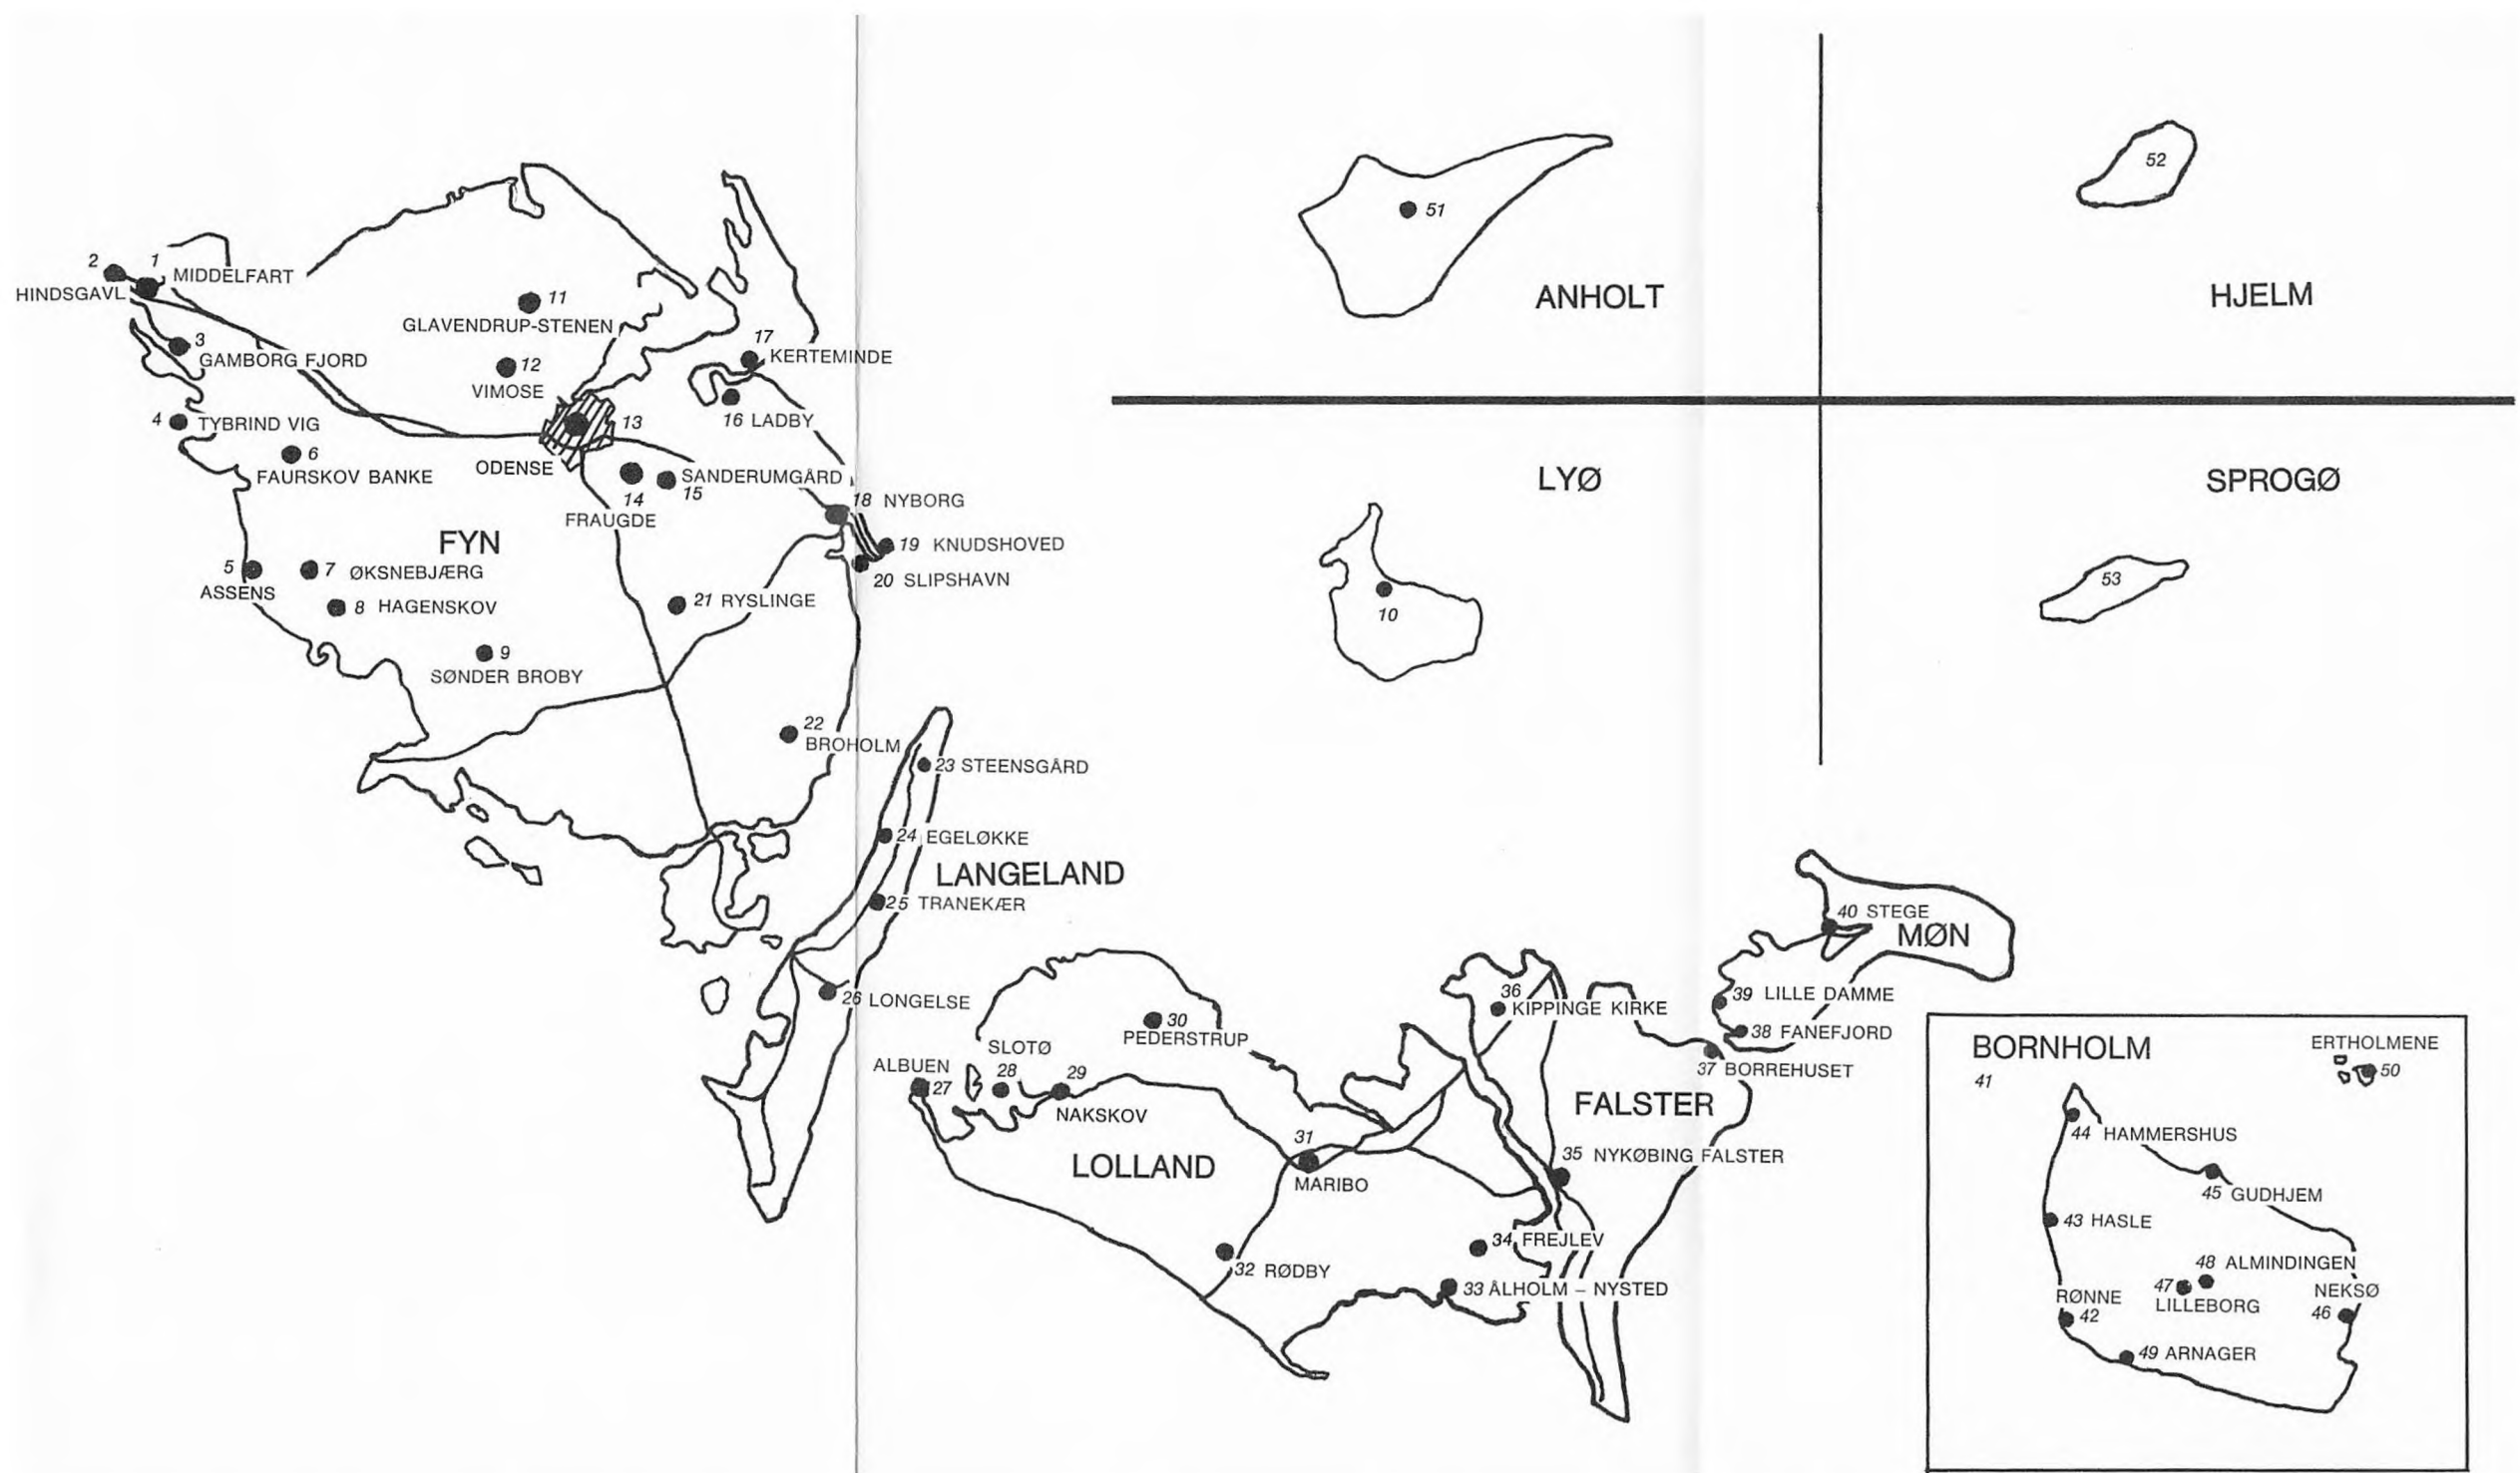 2
1
MIDDELFART
HINDSGAVL
3
GAMBORG FJORD
4 TYBRIND VIG
6
FAURSKOV BANKE
11
GLAVENDRUP-STENEN
12
VIMOSE
13
ODENSE
14
FRAUGDE
SANDERUMGÅRD
15
17
KERTEMINDE
16 LADBY
18 NYBORG
19 KNUDSHOVED
20 SLIPSHAVN
FYN
5
ASSENS
7 ØKSNEBJÆRG
8 HAGENSKOV
9
SØNDER BROBY
21 RYSLINGE
22
BROHOLM
23 STEENSGÅRD
24 EGELØKKE
LANGELAND
25 TRANEKÆR
26 LONGELSE
51
ANHOLT
52
HJELM
LYØ
10
SPROGØ
53
ALBUEN
27
SLOTØ
28
29
NAKSKOV
30
PEDERSTRUP
LOLLAND
31
MARIBO
32 RØDBY
33 ÅLHOLM – NYSTED
34 FREJLEV
35 NYKØBING FALSTER
FALSTER
36
KIPPINGE KIRKE
37 BORREHUSET
38 FANEFJORD
39 LILLE DAMME
40 STEGE
MØN
BORNHOLM
41
ERTHOLMENE
50
44 HAMMERSHUS
45 GUDHJEM
43 HASLE
48 ALMINDINGEN
47
LILLEBORG
NEKSØ
46
RØNNE
42
49 ARNAGER